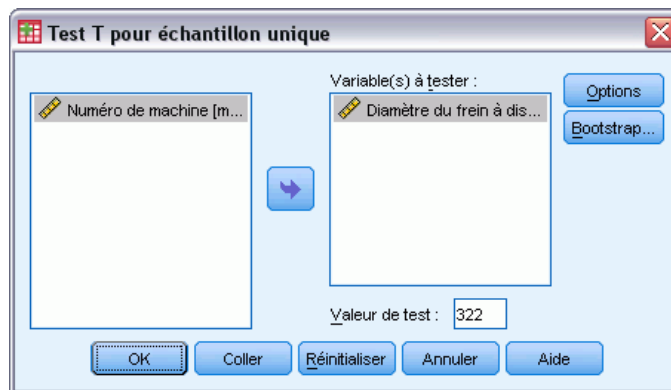 Test T pour échantillon unique
Variable(s) à tester :
Numéro de machine [m...
Diamètre du frein à dis...
Options
Bootstrap...
Valeur de test : 322
OK Coller Réinitialiser Annuler Aide